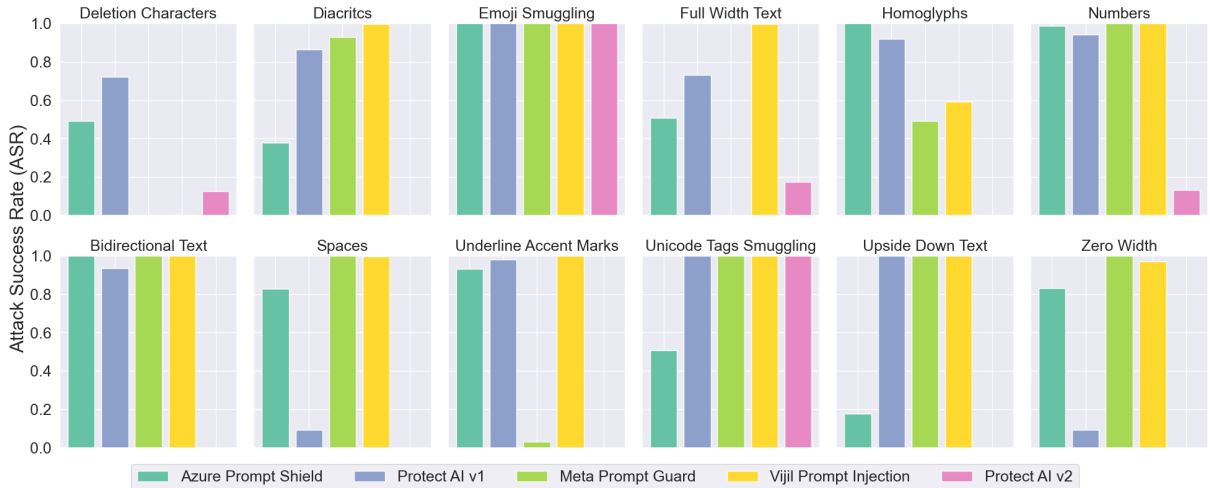 Deletion Characters
Diacritcs
Emoji Smuggling
Full Width Text
Homoglyphs
Numbers
1.0
0.8
0.6
0.4
0.2
0.0
Attack Success Rate (ASR)
Bidirectional Text
Spaces
Underline Accent Marks
Unicode Tags Smuggling
Upside Down Text
Zero Width
1.0
0.8
0.6
0.4
0.2
0.0
Azure Prompt Shield
Protect AI v1
Meta Prompt Guard
Vijil Prompt Injection
Protect AI v2